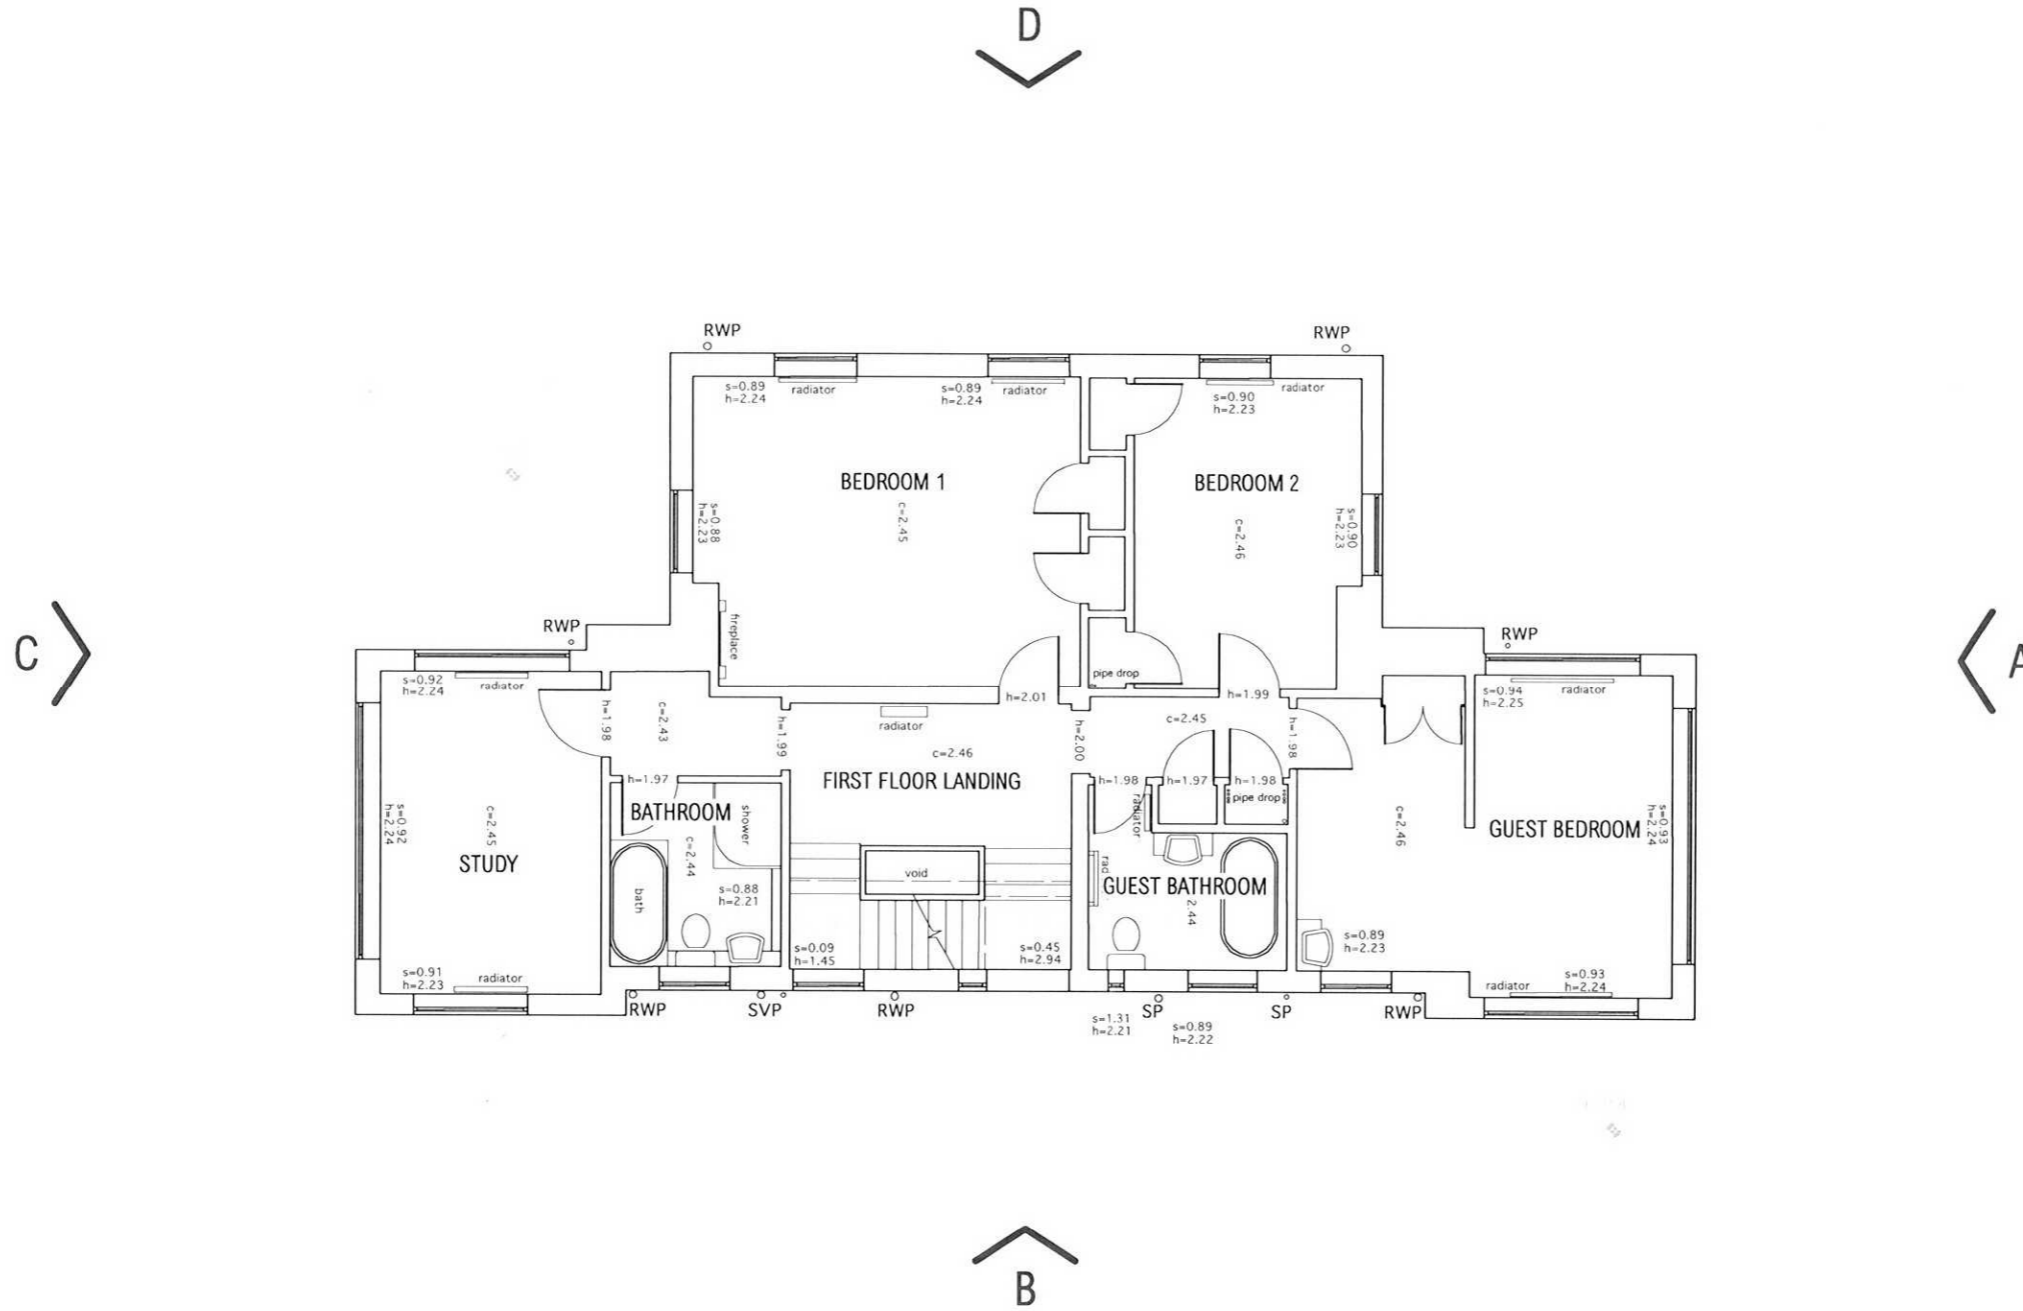 D
RWP
RWP
s=0.89
h=2.24
radiator
s=0.89
h=2.24
radiator
s=0.90
h=2.23
radiator
BEDROOM 1
c=2.45
BEDROOM 2
c=2.46
s=0.88
h=2.23
s=0.90
h=2.23
fireplace
C
RWP
RWP
A
s=0.92
h=2.24
radiator
pipe drop
h=2.01
h=1.99
s=0.94
h=2.25
radiator
h=1.98
c=2.43
h=1.99
radiator
c=2.46
FIRST FLOOR LANDING
h=2.00
c=2.45
h=1.98
h=1.97
h=1.98
h=1.97
h=1.98
pipe drop
BATHROOM
shower
radiator
s=0.92
h=2.24
c=2.45
STUDY
c=2.44
bath
s=0.88
h=2.21
void
rad
GUEST BATHROOM
2.44
c=2.46
GUEST BEDROOM
s=0.93
h=2.24
s=0.09
h=1.45
s=0.45
h=2.94
s=0.89
h=2.23
s=0.91
h=2.23
radiator
radiator
s=0.93
h=2.24
RWP
SVP
RWP
SP
SP
RWP
s=1.31
h=2.21
s=0.89
h=2.22
B